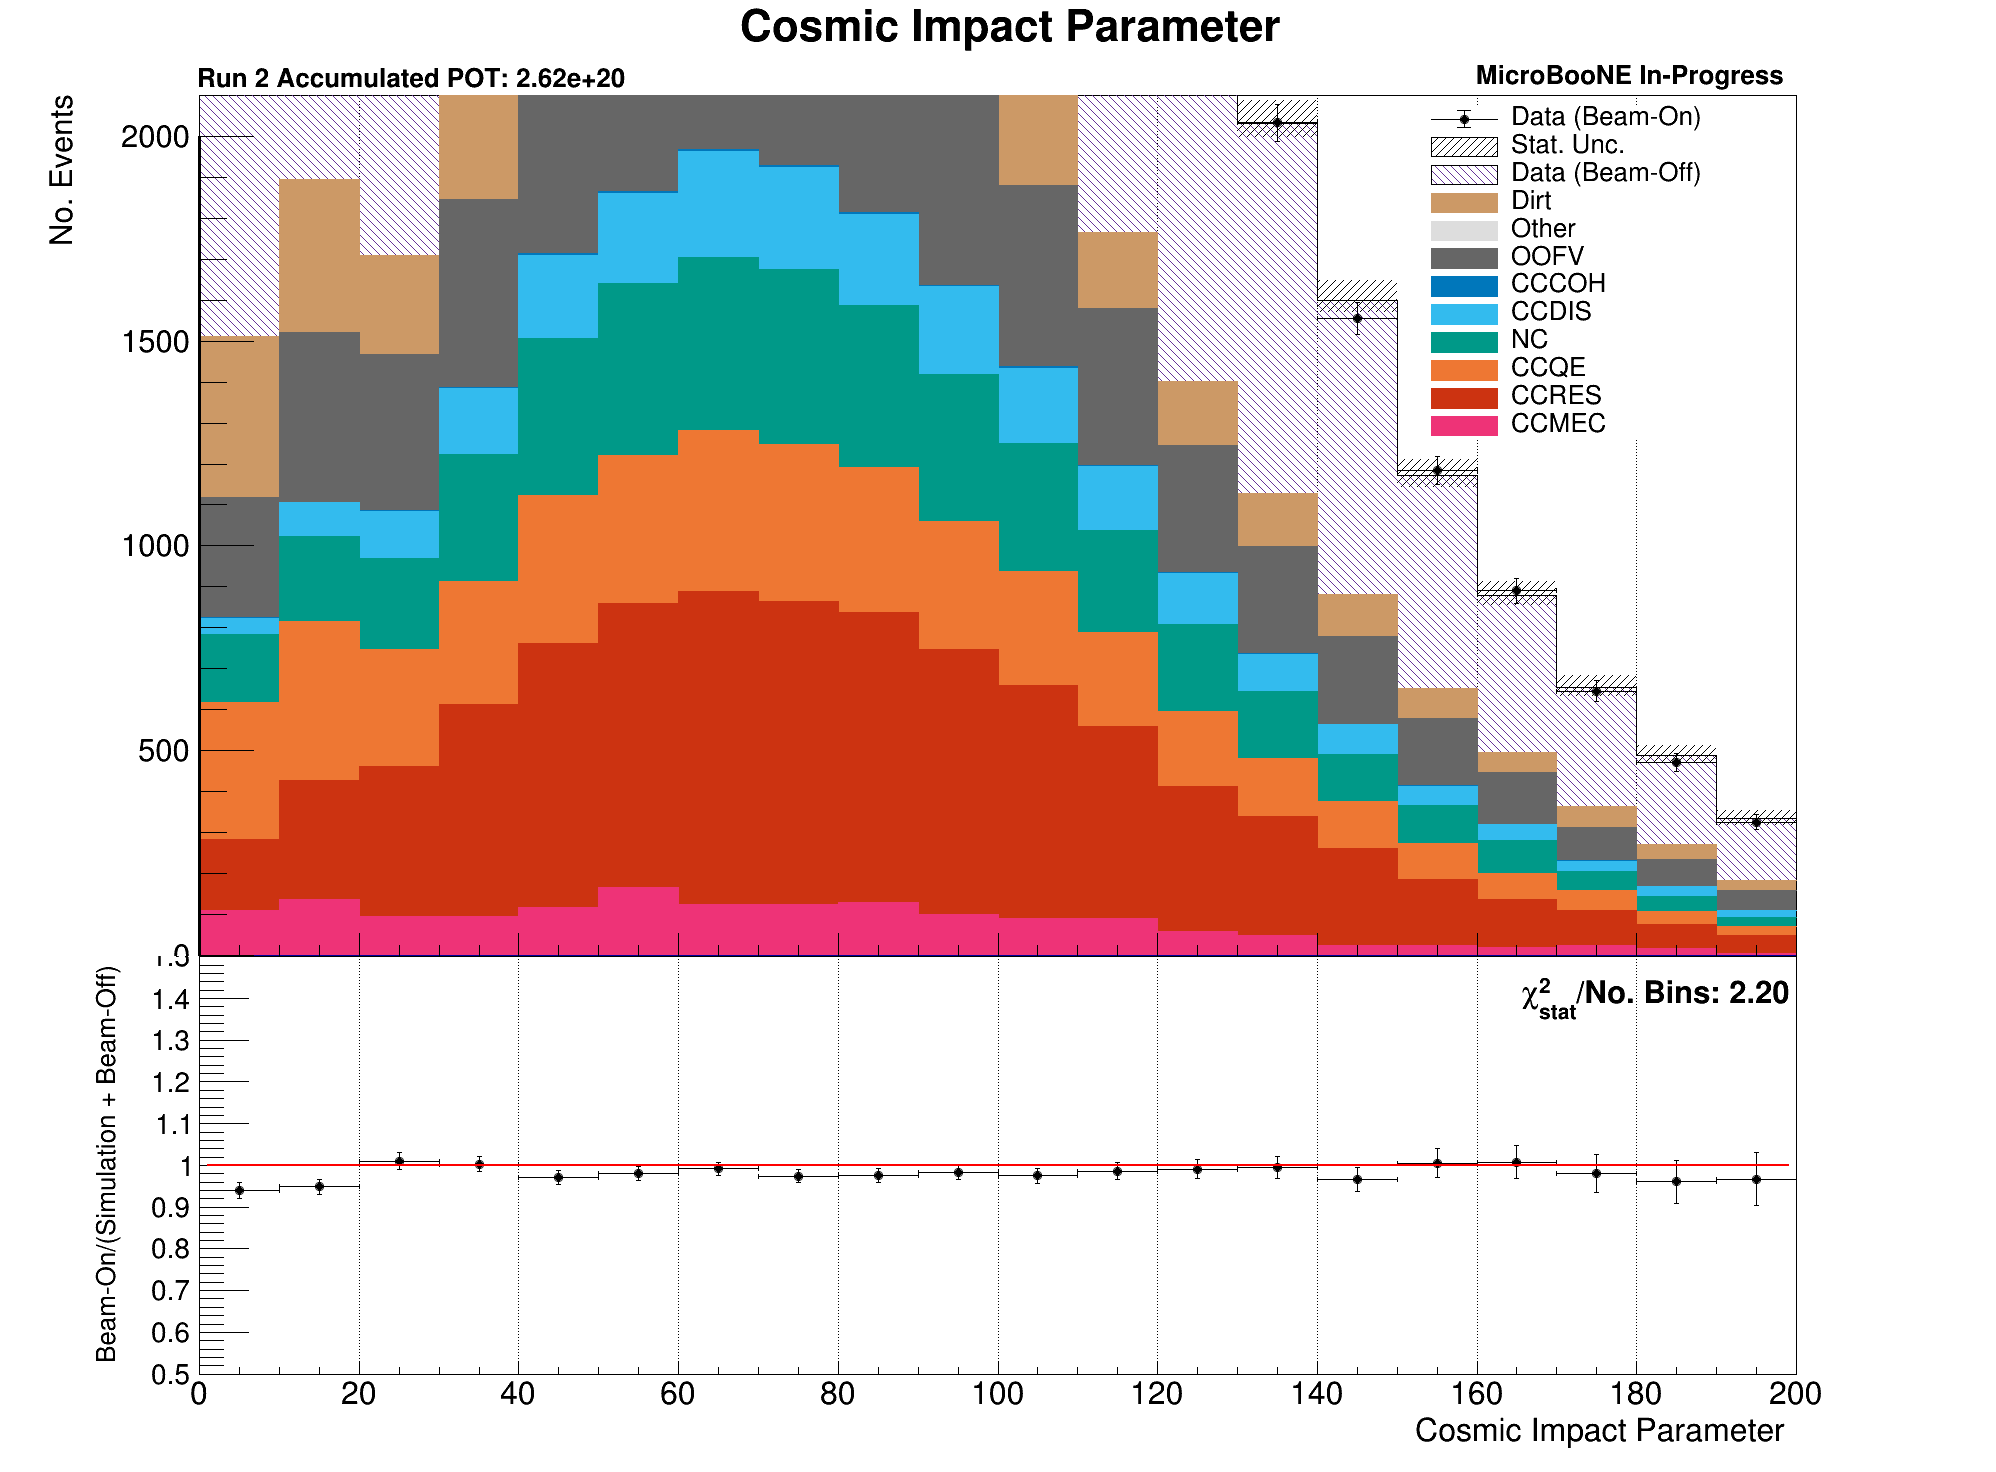 Cosmic Impact Parameter
Run 2 Accumulated POT: 2.62e+20
MicroBooNE In-Progress
No. Events
2000
1500
1000
500
0
Data (Beam-On)
Stat. Unc.
Data (Beam-Off)
Dirt
Other
OOFV
CCCOH
CCDIS
NC
CCQE
CCRES
CCMEC
Beam-On/(Simulation + Beam-Off)
χ²stat/No. Bins: 2.20
1.4
1.3
1.2
1.1
1
0.9
0.8
0.7
0.6
0.5
0 20 40 60 80 100 120 140 160 180 200
Cosmic Impact Parameter